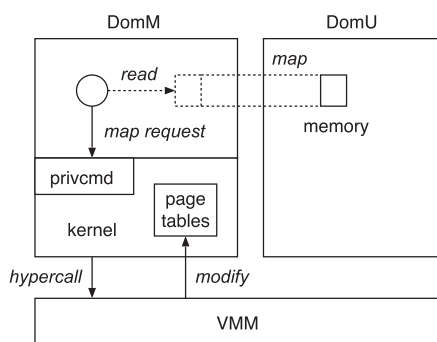 DomM
DomU
read
map
map request
memory
privcmd
page
tables
kernel
hypercall
modify
VMM